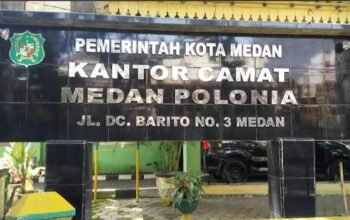 PEMERINTAH KOTA MEDAN
KANTOR CAMAT
MEDAN POLONIA
JL. DC. BARITO NO. 3 MEDAN